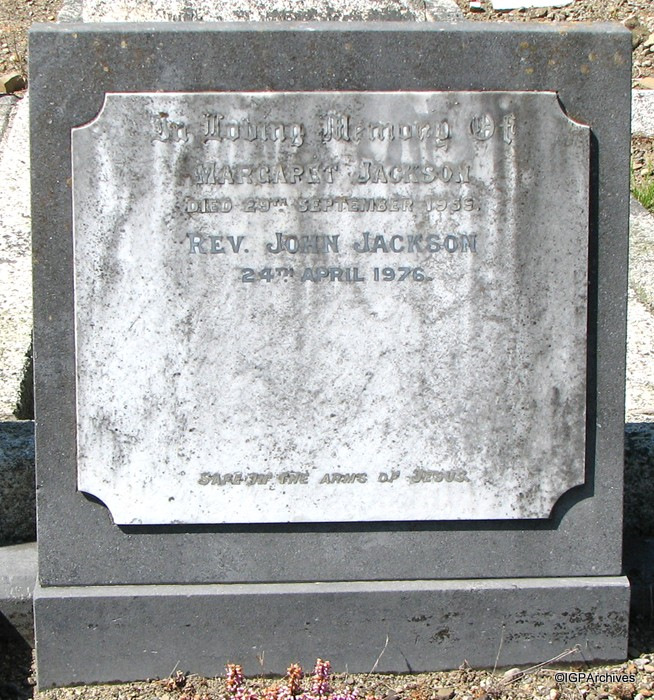 In Loving Memory Of
MARGARET JACKSON
DIED 29TH SEPTEMBER
REV. JOHN JACKSON
24TH APRIL 1976.
SAFE IN THE ARMS OF JESUS.
©IGPArchives